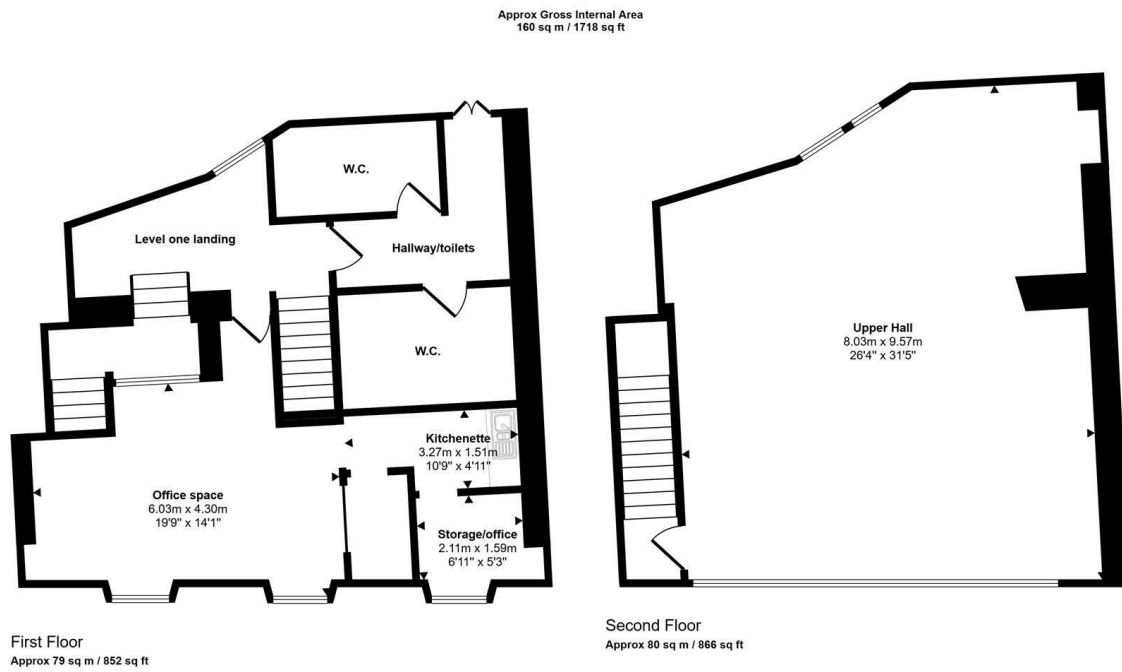 Approx Gross Internal Area
160 sq m / 1718 sq ft
W.C.
Level one landing
Hallway/toilets
W.C.
Kitchenette
3.27m x 1.51m
10'9" x 4'11"
Office space
6.03m x 4.30m
19'9" x 14'1"
Storage/office
2.11m x 1.59m
6'11" x 5'3"
First Floor
Approx 79 sq m / 852 sq ft
Upper Hall
8.03m x 9.57m
26'4" x 31'5"
Second Floor
Approx 80 sq m / 866 sq ft